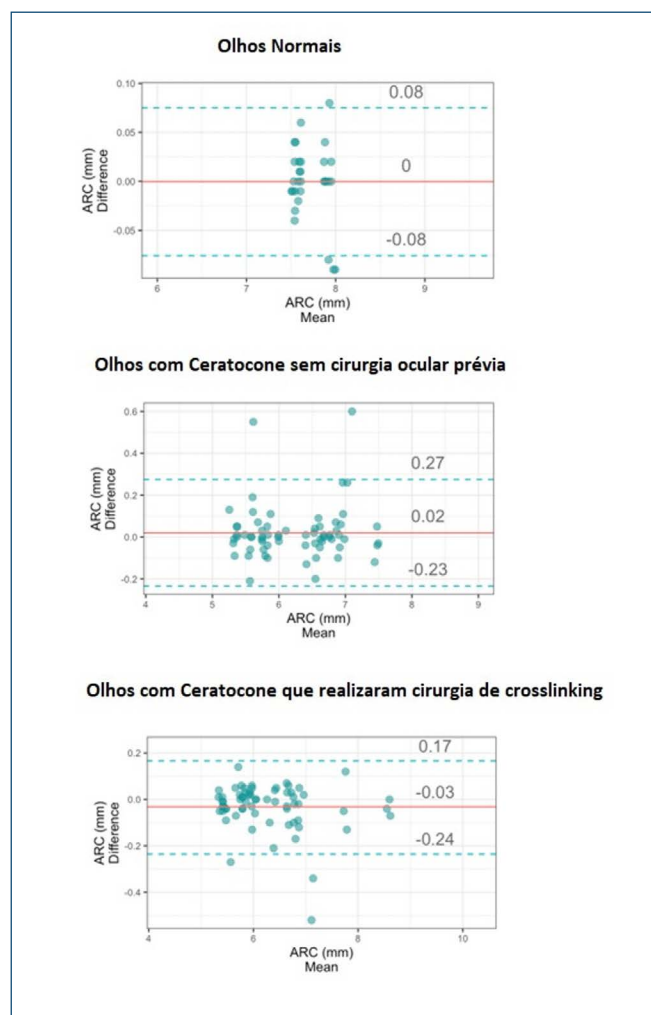 Olhos Normais
0.10
0.05
0.00
-0.05
ARC (mm)
Difference
0.08
0
-0.08
6
7
8
9
ARC (mm)
Mean
Olhos com Ceratocone sem cirurgia ocular prévia
0.6
0.4
0.2
0.0
-0.2
ARC (mm)
Difference
0.27
0.02
-0.23
4
5
6
7
8
9
ARC (mm)
Mean
Olhos com Ceratocone que realizaram cirurgia de crosslinking
0.2
0.0
-0.2
-0.4
ARC (mm)
Difference
0.17
-0.03
-0.24
4
6
8
10
ARC (mm)
Mean